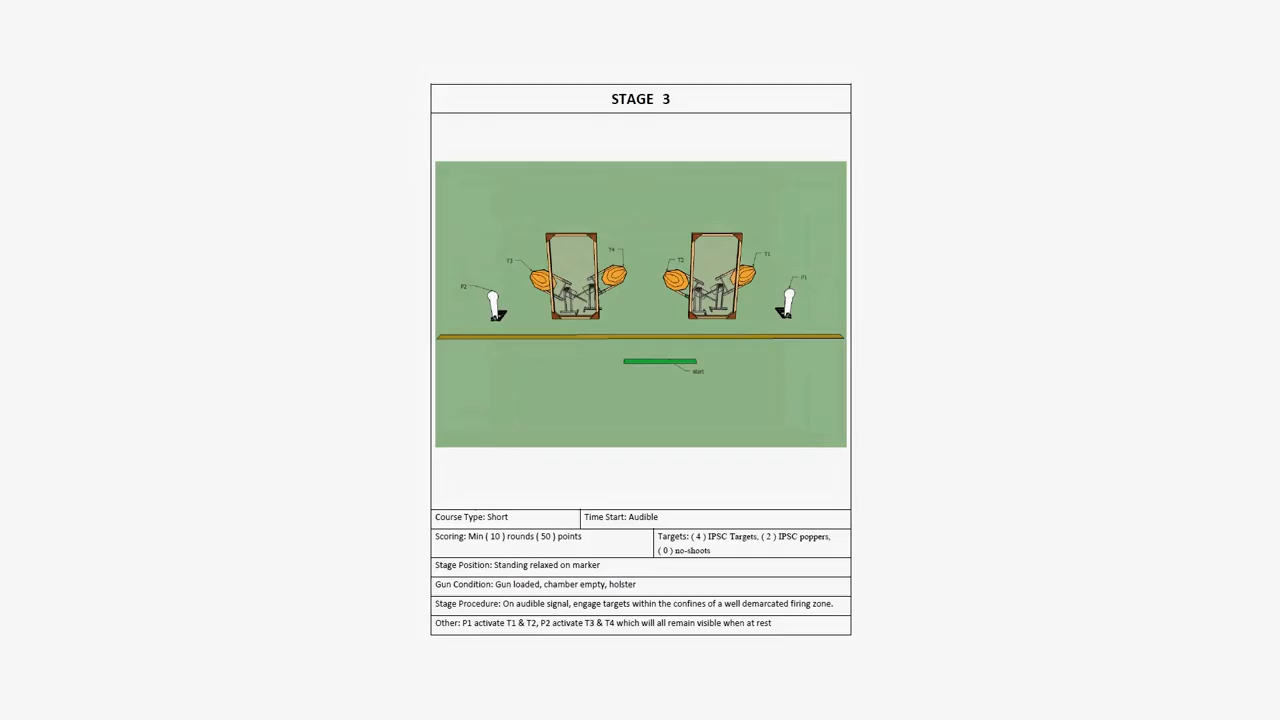 STAGE 3
T4
T1
T3
T2
P1
P2
start
Course Type: Short
Time Start: Audible
Scoring: Min ( 10 ) rounds ( 50 ) points
Targets: ( 4 ) IPSC Targets, ( 2 ) IPSC poppers,
( 0 ) no-shoots
Stage Position: Standing relaxed on marker
Gun Condition: Gun loaded, chamber empty, holster
Stage Procedure: On audible signal, engage targets within the confines of a well demarcated firing zone.
Other: P1 activate T1 & T2, P2 activate T3 & T4 which will all remain visible when at rest